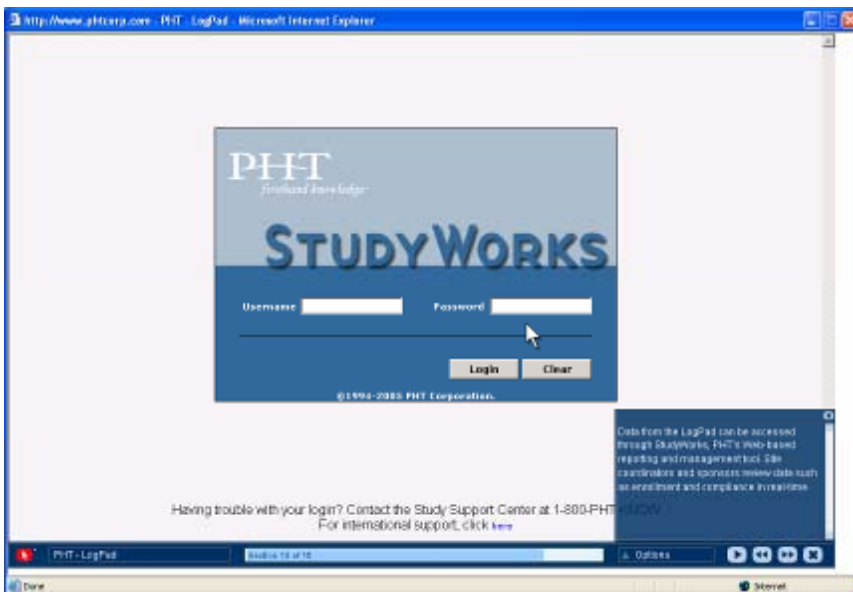 http://www.phtcorp.com - PHT - LogPad - Microsoft Internet Explorer
PHT
firsthand knowledge
STUDYWORKS
Username
Password
Login
Clear
©1994-2005 PHT Corporation.
Data from the LogPad can be accessed
through StudyWorks, PHT's Web-based
reporting and management tool. Site
coordinators and sponsors review data such
as enrollment and compliance in real-time.
Having trouble with your login? Contact the Study Support Center at 1-800-PHT
For international support, click here
PHT - LogPad
Options
Done
Internet